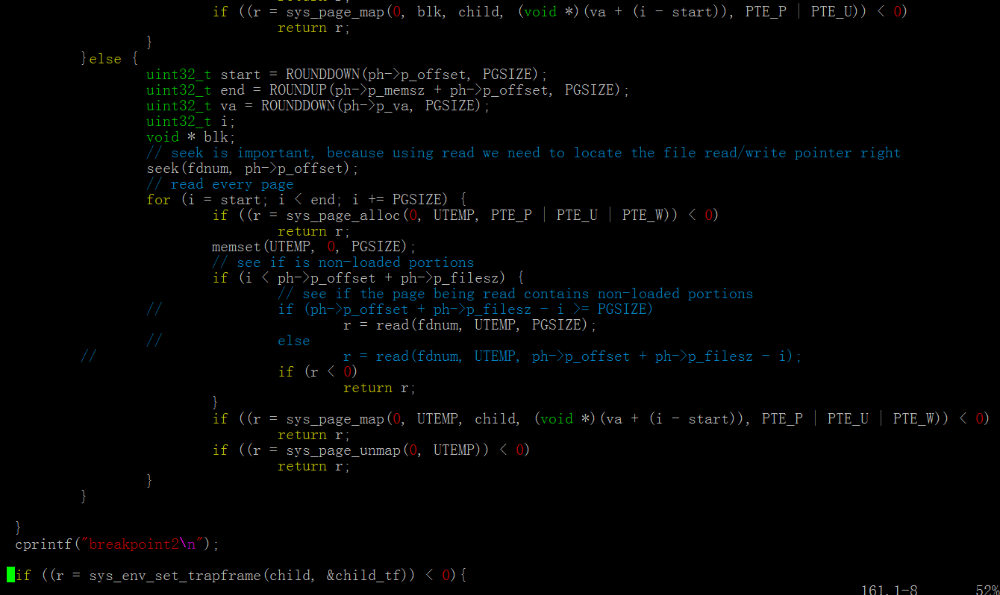 if ((r = sys_page_map(0, blk, child, (void *)(va + (i - start)), PTE_P | PTE_U)) < 0)
return r;
}
}else {
uint32_t start = ROUNDDOWN(ph->p_offset, PGSIZE);
uint32_t end = ROUNDUP(ph->p_memsz + ph->p_offset, PGSIZE);
uint32_t va = ROUNDDOWN(ph->p_va, PGSIZE);
uint32_t i;
void * blk;
// seek is important, because using read we need to locate the file read/write pointer right
seek(fdnum, ph->p_offset);
// read every page
for (i = start; i < end; i += PGSIZE) {
if ((r = sys_page_alloc(0, UTEMP, PTE_P | PTE_U | PTE_W)) < 0)
return r;
memset(UTEMP, 0, PGSIZE);
// see if is non-loaded portions
if (i < ph->p_offset + ph->p_filesz) {
// see if the page being read contains non-loaded portions
// if (ph->p_offset + ph->p_filesz - i >= PGSIZE)
r = read(fdnum, UTEMP, PGSIZE);
// else
// r = read(fdnum, UTEMP, ph->p_offset + ph->p_filesz - i);
if (r < 0)
return r;
}
if ((r = sys_page_map(0, UTEMP, child, (void *)(va + (i - start)), PTE_P | PTE_U | PTE_W)) < 0)
return r;
if ((r = sys_page_unmap(0, UTEMP)) < 0)
return r;
}
}
}
cprintf("breakpoint2\n");
if ((r = sys_env_set_trapframe(child, &child_tf)) < 0){
161,1-8 52%